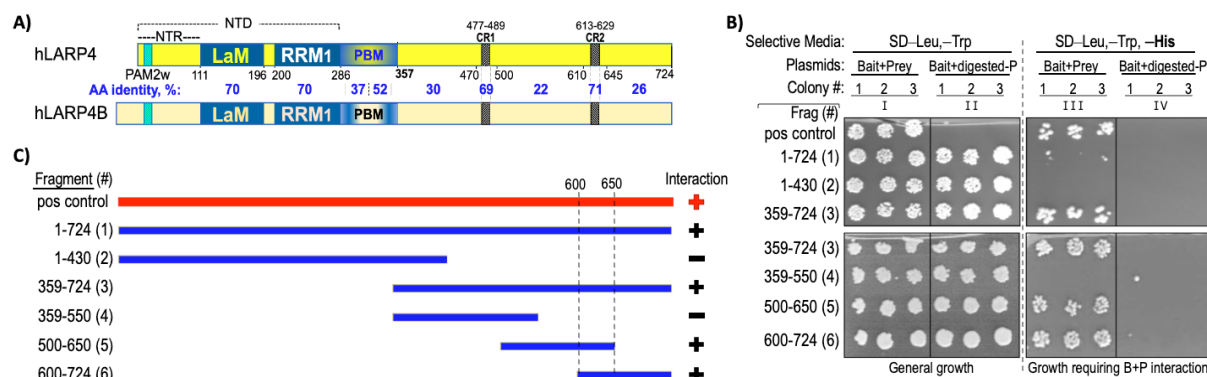 A)
NTD
NTR
477-489
613-629
CR1
CR2
hLARP4
LaM
RRM1
PBM
PAM2w
111
196
200
286
357
470
500
610
645
724
AA identity, %:
70
70
37
52
30
69
22
71
26
hLARP4B
LaM
RRM1
PBM
C)
Fragment (#)
600
650
Interaction
pos control
+
1-724 (1)
+
1-430 (2)
−
359-724 (3)
+
359-550 (4)
−
500-650 (5)
+
600-724 (6)
+
B)
Selective Media:
SD–Leu,–Trp
SD–Leu,–Trp, –His
Plasmids:
Bait+Prey
Bait+digested-P
Bait+Prey
Bait+digested-P
Colony #:
1 2 3
1 2 3
1 2 3
1 2 3
Frag (#)
I
II
III
IV
pos control
1-724 (1)
1-430 (2)
359-724 (3)
359-724 (3)
359-550 (4)
500-650 (5)
600-724 (6)
General growth
Growth requiring B+P interaction